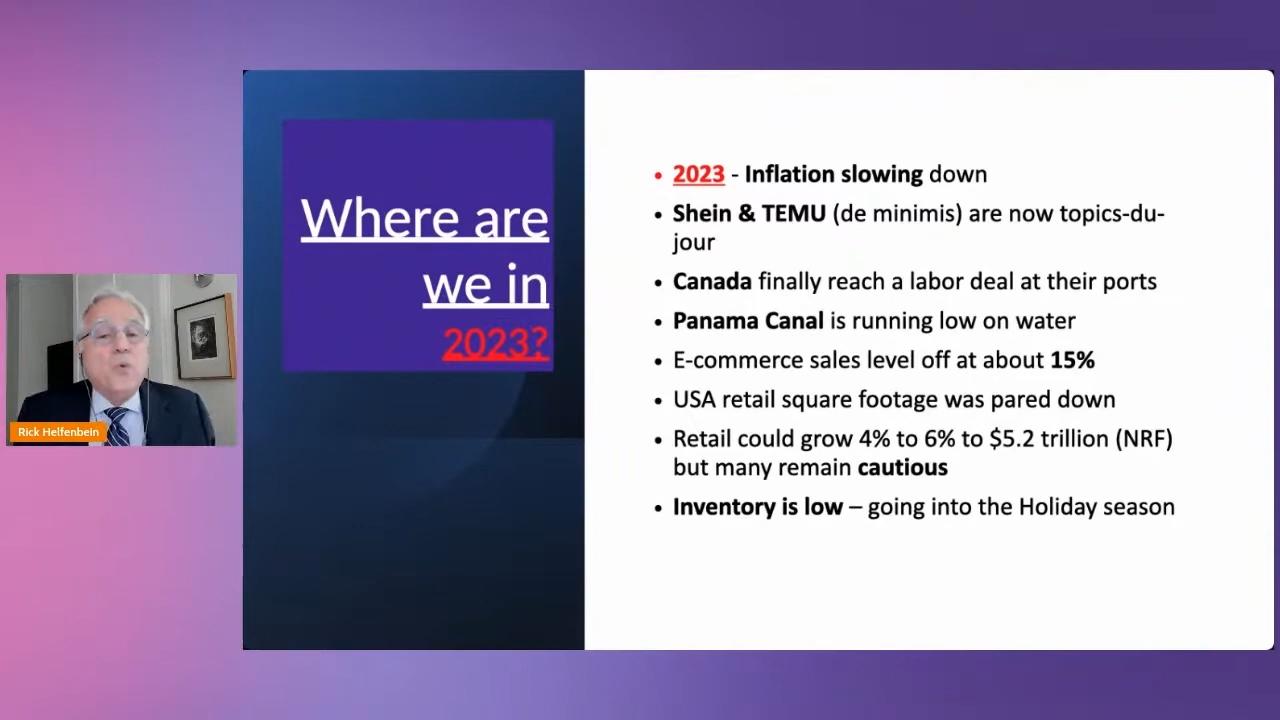 Where are
we in
2023?
2023 - Inflation slowing down
Shein & TEMU (de minimis) are now topics-du-
jour
Canada finally reach a labor deal at their ports
Panama Canal is running low on water
E-commerce sales level off at about 15%
USA retail square footage was pared down
Retail could grow 4% to 6% to $5.2 trillion (NRF)
but many remain cautious
Inventory is low – going into the Holiday season
Rick Helfenbein